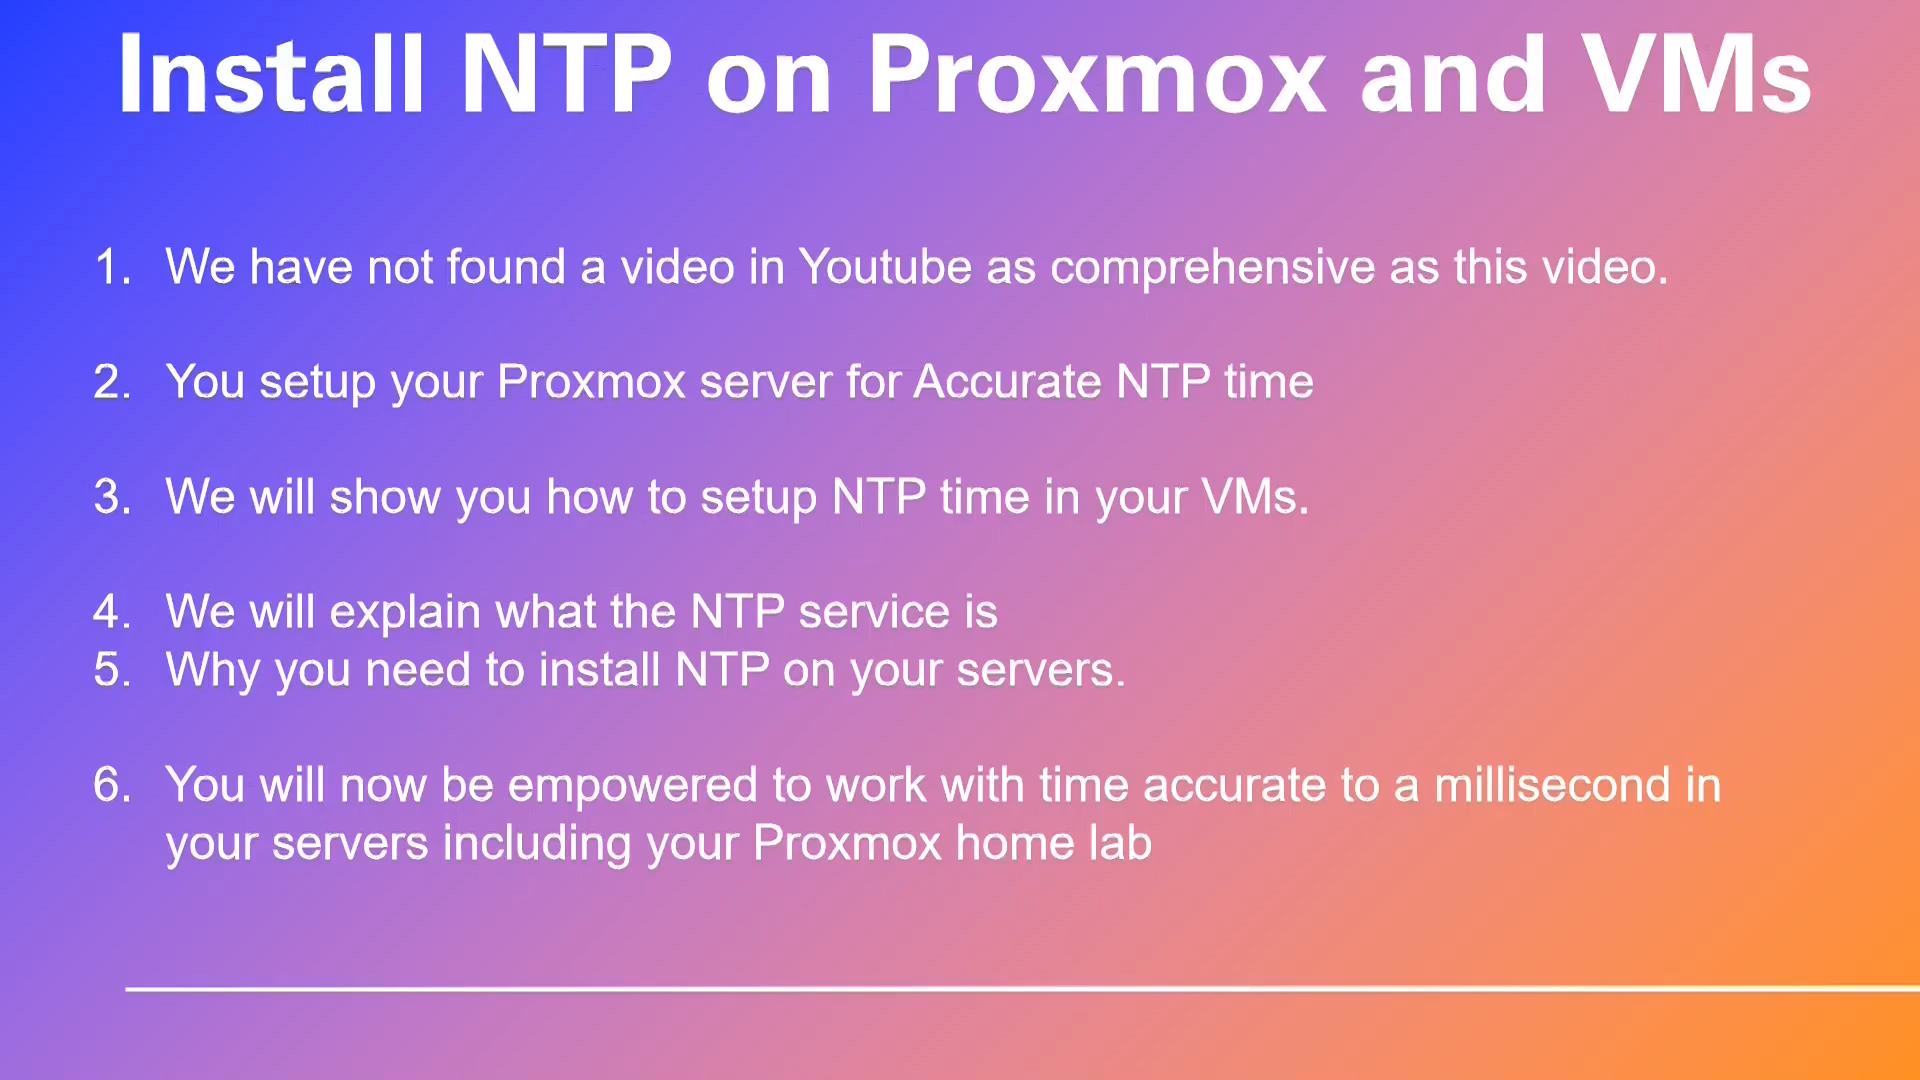 Install NTP on Proxmox and VMs
1. We have not found a video in Youtube as comprehensive as this video.
2. You setup your Proxmox server for Accurate NTP time
3. We will show you how to setup NTP time in your VMs.
4. We will explain what the NTP service is
5. Why you need to install NTP on your servers.
6. You will now be empowered to work with time accurate to a millisecond in
your servers including your Proxmox home lab